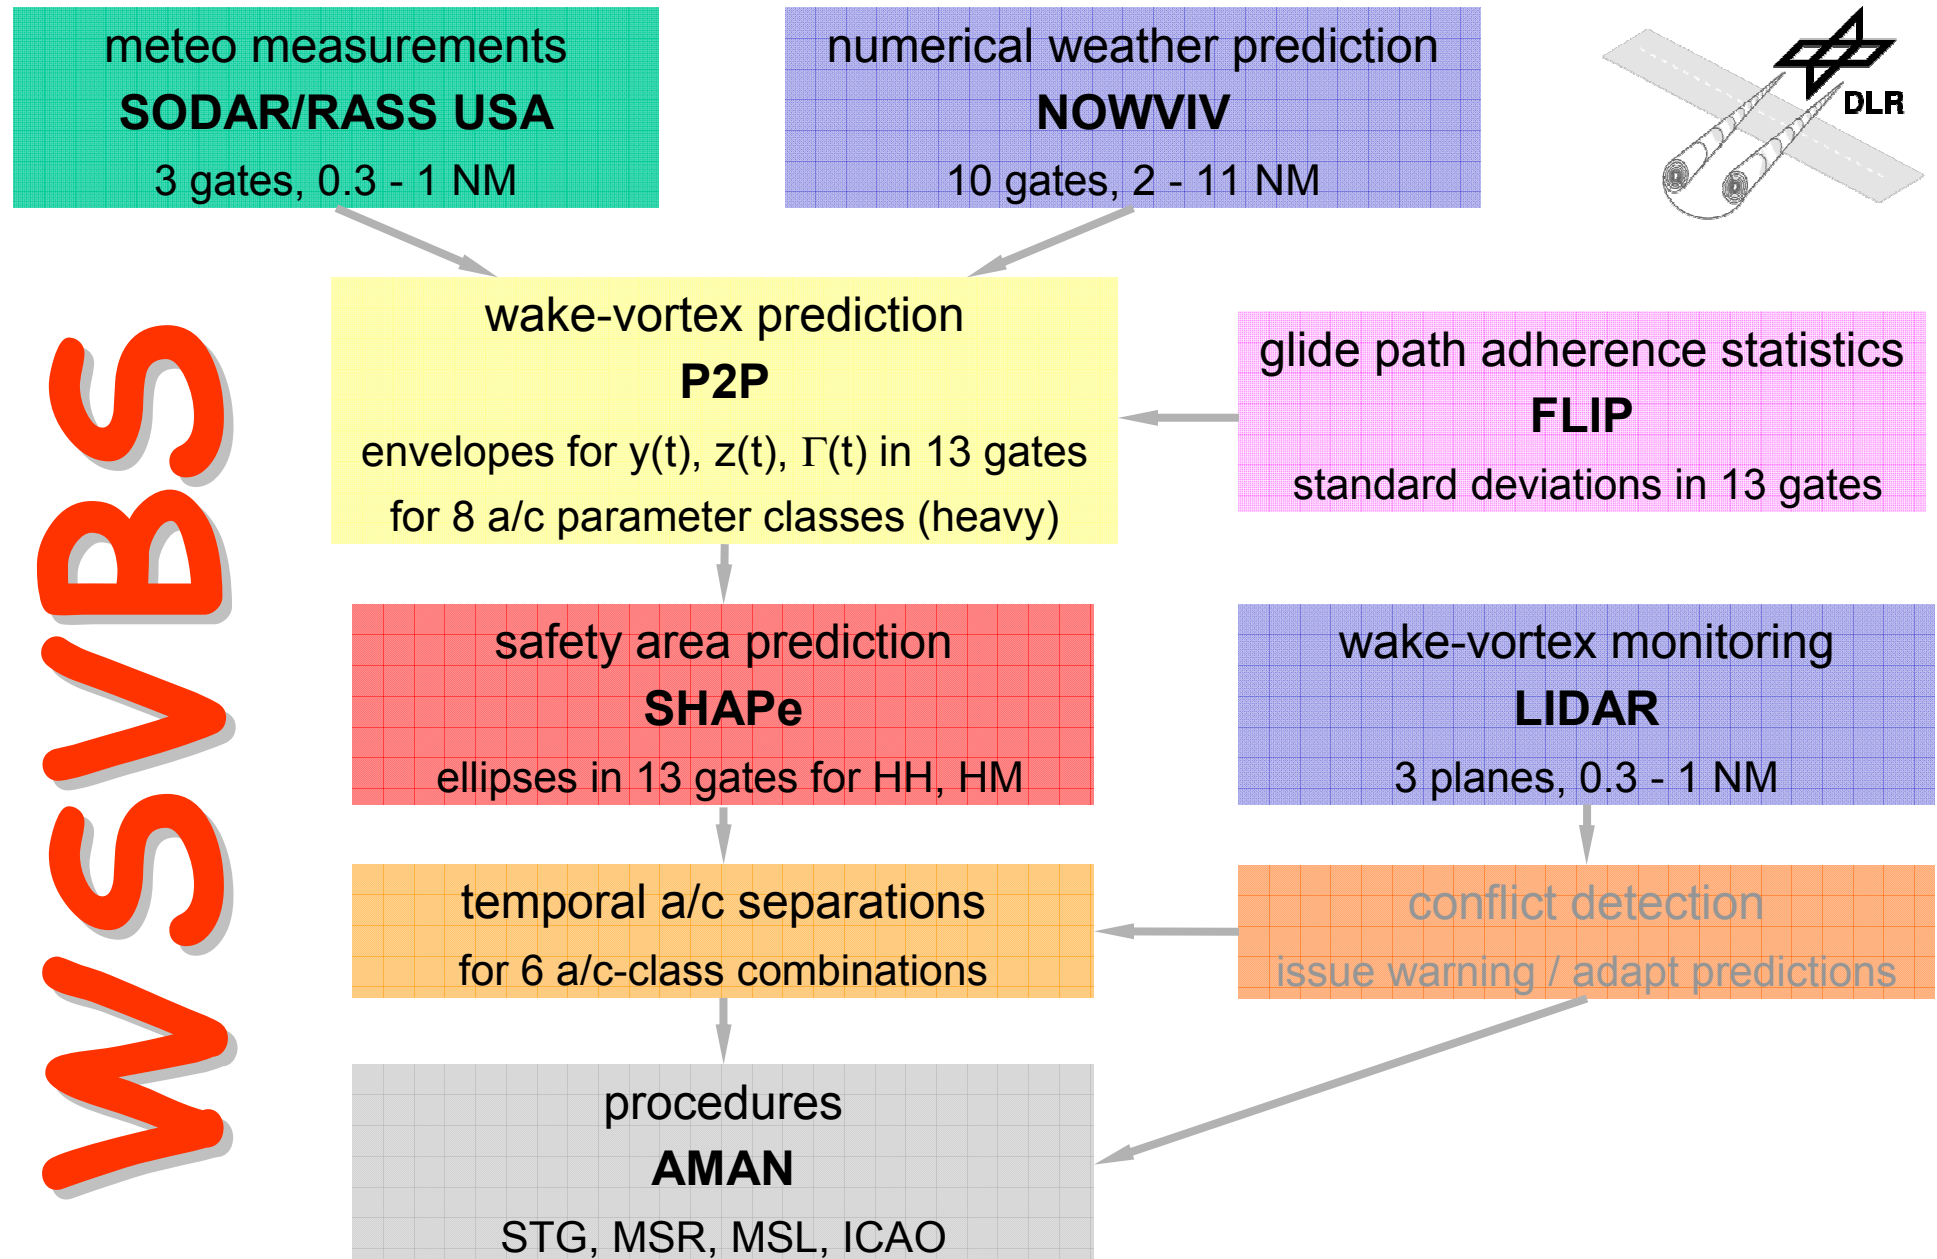 meteo measurements
SODAR/RASS USA
3 gates, 0.3 - 1 NM
numerical weather prediction
NOWVIV
10 gates, 2 - 11 NM
DLR
WSVBS
wake-vortex prediction
P2P
envelopes for y(t), z(t), Γ(t) in 13 gates
for 8 a/c parameter classes (heavy)
glide path adherence statistics
FLIP
standard deviations in 13 gates
safety area prediction
SHAPe
ellipses in 13 gates for HH, HM
wake-vortex monitoring
LIDAR
3 planes, 0.3 - 1 NM
temporal a/c separations
for 6 a/c-class combinations
conflict detection
issue warning / adapt predictions
procedures
AMAN
STG, MSR, MSL, ICAO